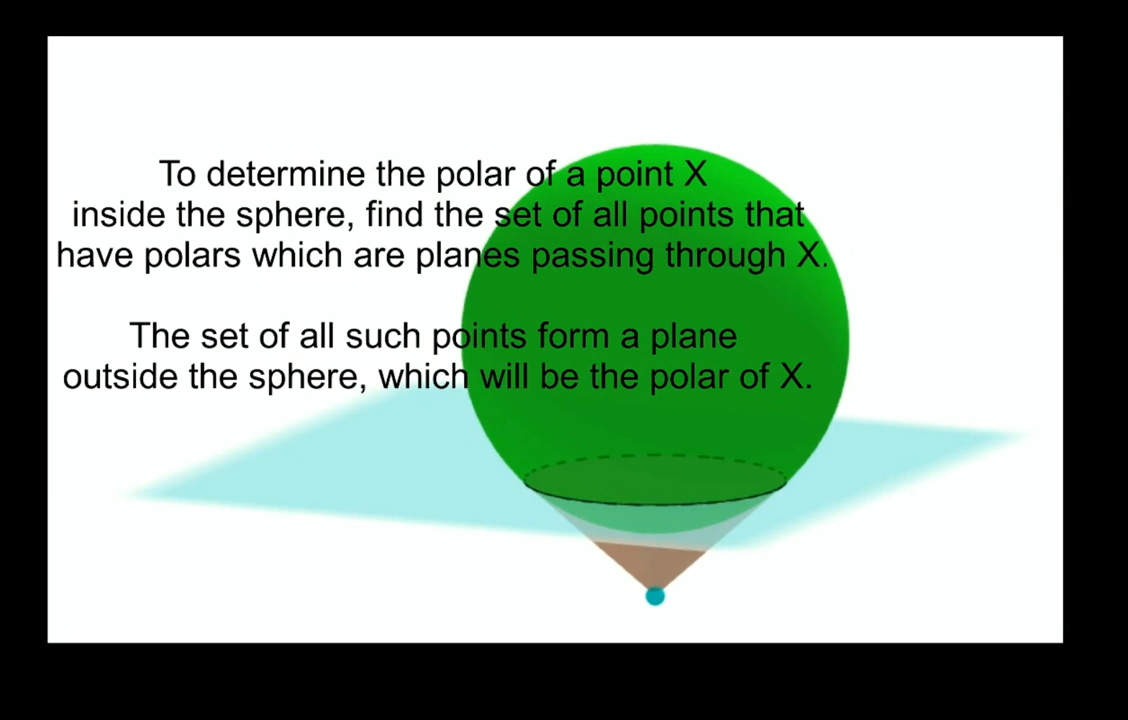 To determine the polar of a point X
inside the sphere, find the set of all points that
have polars which are planes passing through X.
The set of all such points form a plane
outside the sphere, which will be the polar of X.